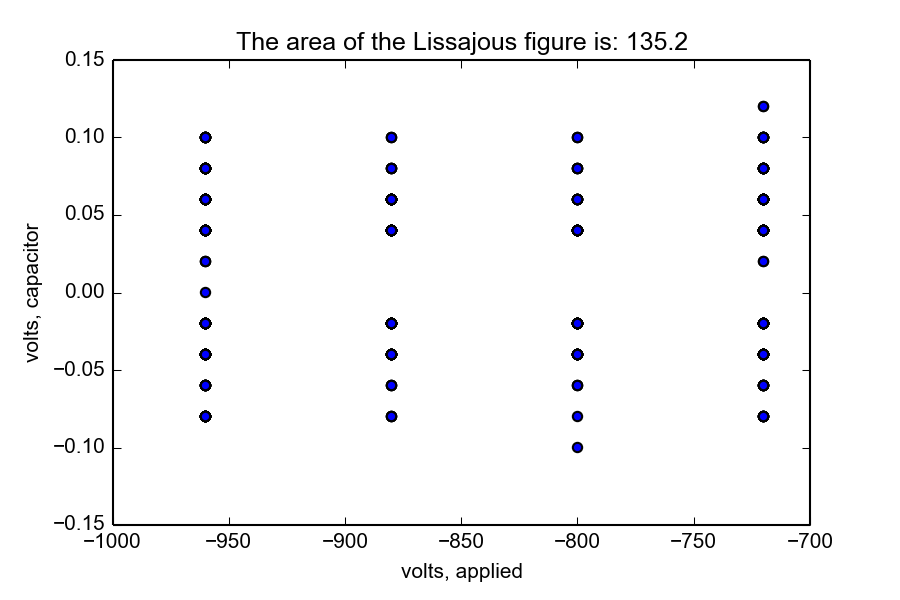 The area of the Lissajous figure is: 135.2
0.15
0.10
0.05
0.00
−0.05
−0.10
−0.15
volts, capacitor
−1000 −950 −900 −850 −800 −750 −700
volts, applied